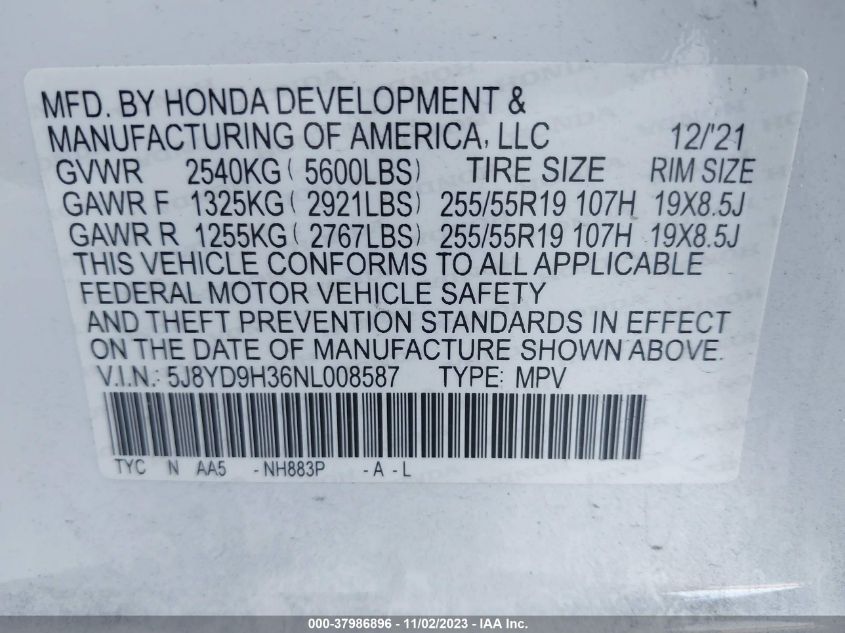 MFD. BY HONDA DEVELOPMENT &
MANUFACTURING OF AMERICA, LLC 12/'21
GVWR 2540KG ( 5600LBS) TIRE SIZE RIM SIZE
GAWR F 1325KG ( 2921LBS) 255/55R19 107H 19X8.5J
GAWR R 1255KG ( 2767LBS) 255/55R19 107H 19X8.5J
THIS VEHICLE CONFORMS TO ALL APPLICABLE
FEDERAL MOTOR VEHICLE SAFETY
AND THEFT PREVENTION STANDARDS IN EFFECT
ON THE DATE OF MANUFACTURE SHOWN ABOVE.
V.I.N.: 5J8YD9H36NL008587 TYPE: MPV
TYC N AA5 -NH883P -A -L
000-37986896 - 11/02/2023 - IAA Inc.